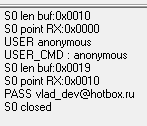 S0 len buf:0x0010
S0 point RX:0x0000
USER anonymous
USER_CMD : anonymous
S0 len buf:0x0019
S0 point RX:0x0010
PASS vlad_dev@hotbox.ru
S0 closed